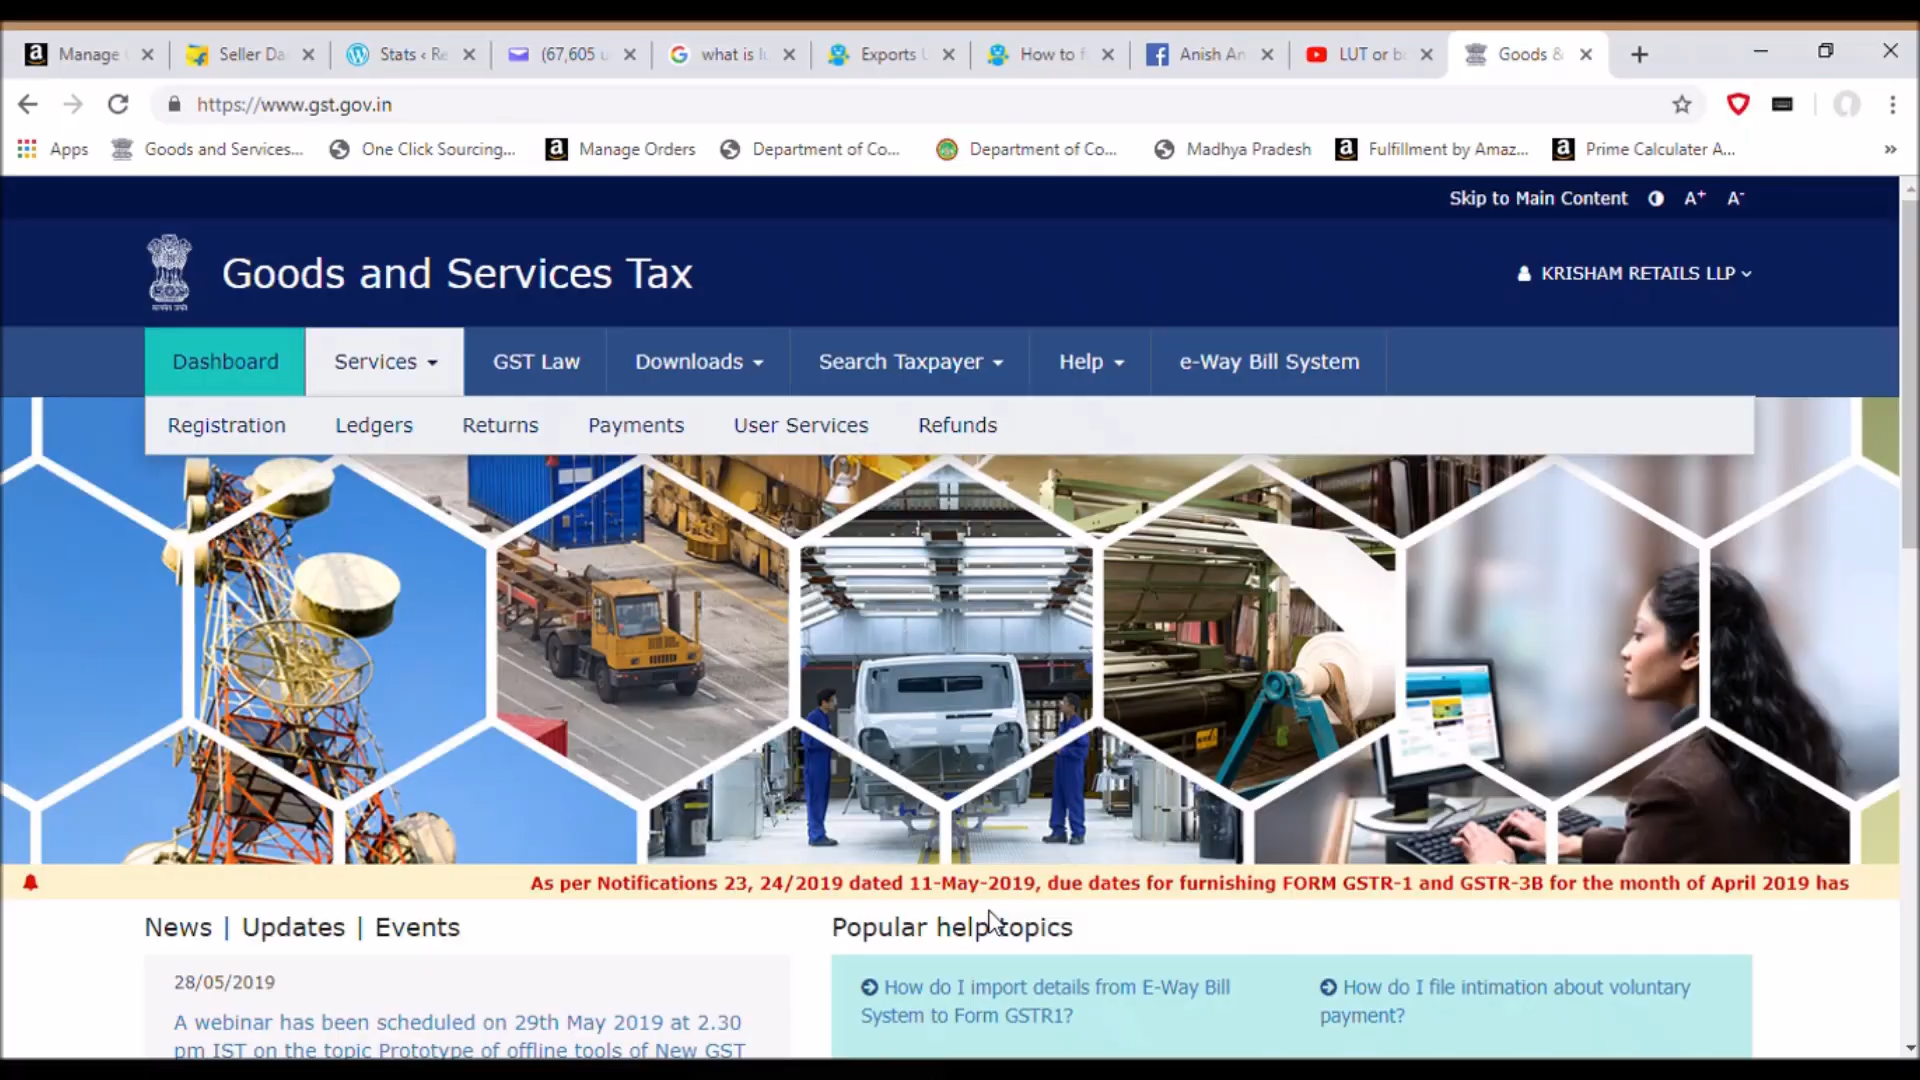 Manage
Seller Da
Stats ‹ Re
(67,605 u
what is lu
Exports U
How to f
Anish An
LUT or b
Goods &
https://www.gst.gov.in
Apps
Goods and Services...
One Click Sourcing...
Manage Orders
Department of Co...
Department of Co...
Madhya Pradesh
Fulfillment by Amaz...
Prime Calculater A...
»
Skip to Main Content
A+
A-
Goods and Services Tax
KRISHAM RETAILS LLP
Dashboard
Services
GST Law
Downloads
Search Taxpayer
Help
e-Way Bill System
Registration
Ledgers
Returns
Payments
User Services
Refunds
As per Notifications 23, 24/2019 dated 11-May-2019, due dates for furnishing FORM GSTR-1 and GSTR-3B for the month of April 2019 has
News | Updates | Events
Popular help topics
28/05/2019
A webinar has been scheduled on 29th May 2019 at 2.30
pm IST on the topic Prototype of offline tools of New GST
How do I import details from E-Way Bill
System to Form GSTR1?
How do I file intimation about voluntary
payment?